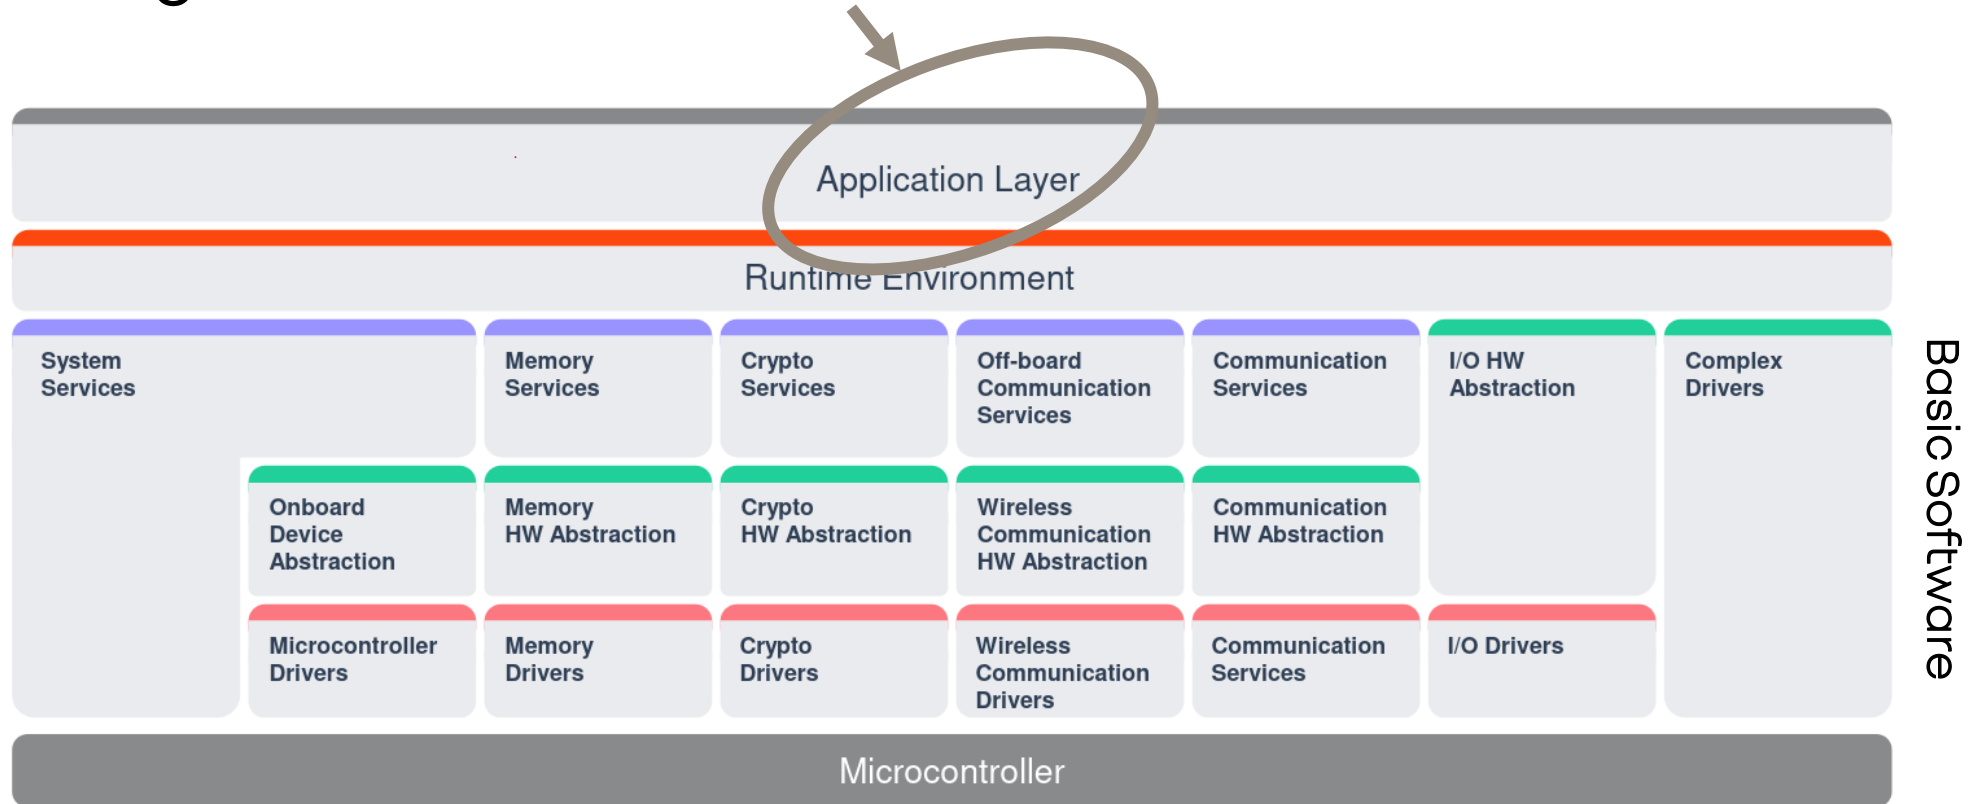 Application Layer
Runtime Environment
System
Services
Memory
Services
Crypto
Services
Off-board
Communication
Services
Communication
Services
I/O HW
Abstraction
Complex
Drivers
Onboard
Device
Abstraction
Memory
HW Abstraction
Crypto
HW Abstraction
Wireless
Communication
HW Abstraction
Communication
HW Abstraction
Microcontroller
Drivers
Memory
Drivers
Crypto
Drivers
Wireless
Communication
Drivers
Communication
Services
I/O Drivers
Microcontroller
Basic Software